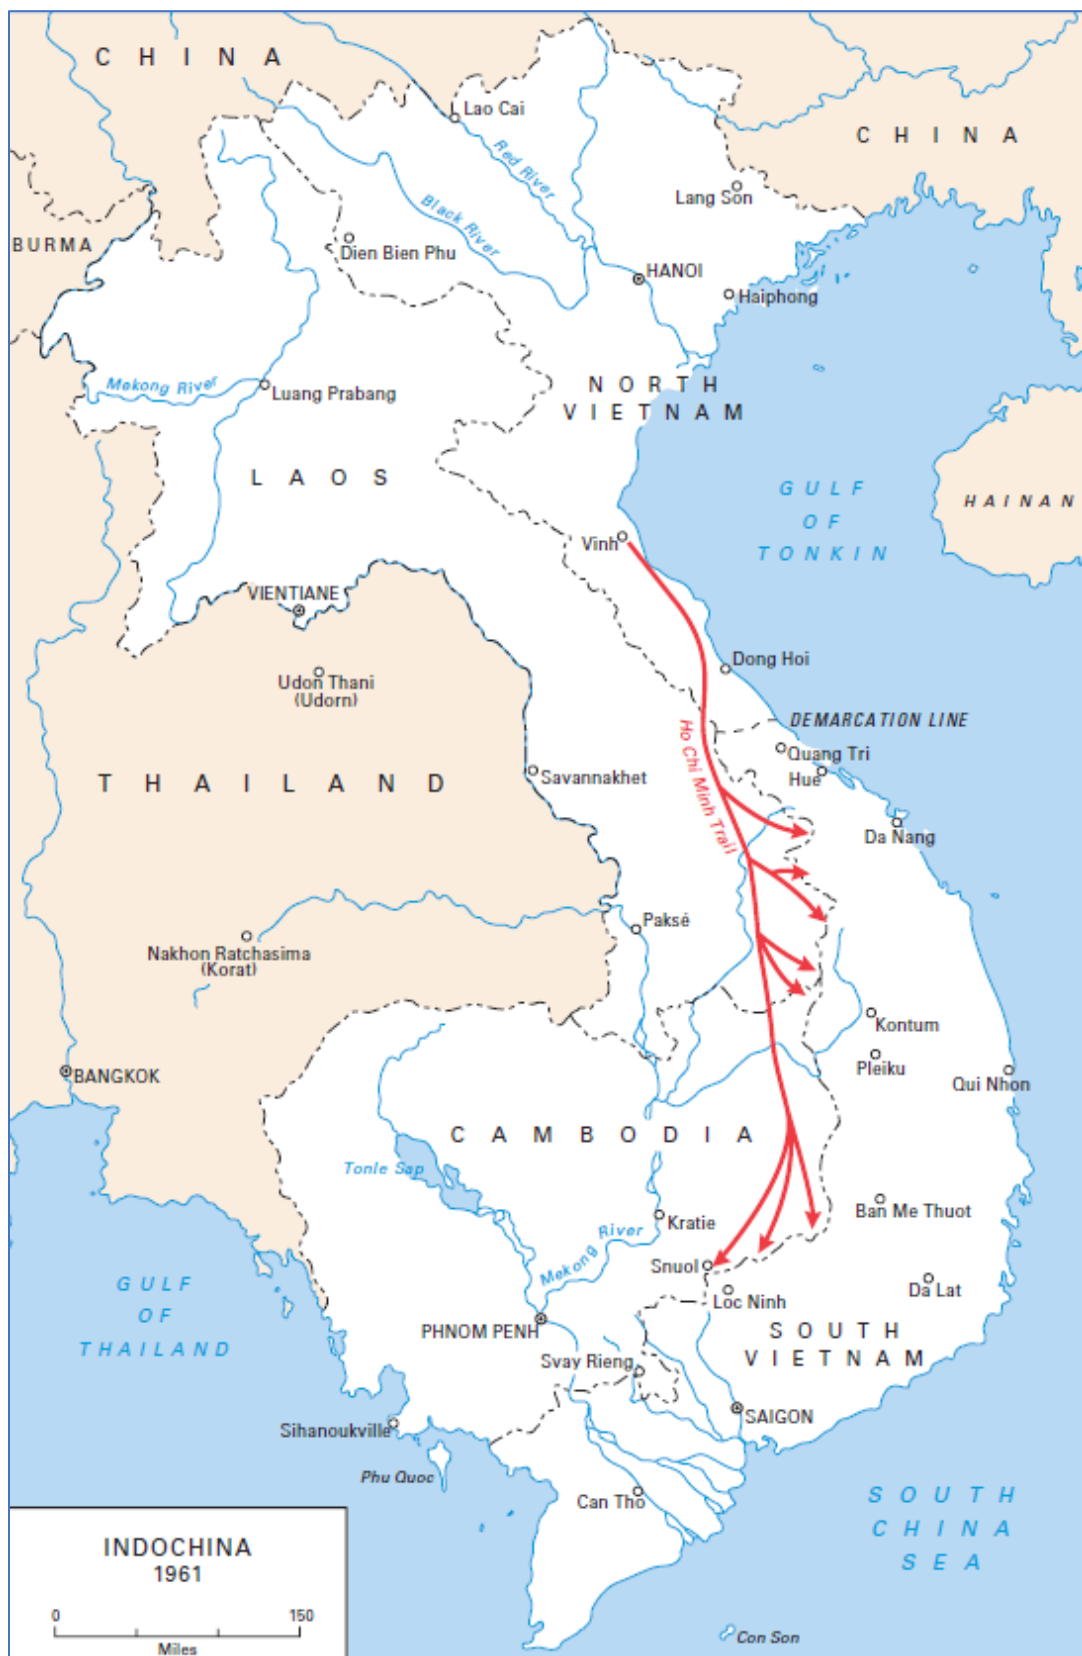 CHINA
Lao Cai
CHINA
Red River
Lang Son
Black River
BURMA
Dien Bien Phu
HANOI
Haiphong
Mekong River
Luang Prabang
NORTH
VIETNAM
LAOS
GULF
OF
TONKIN
HAINAN
Vinh
VIENTIANE
Dong Hoi
Udon Thani
(Udorn)
DEMARCATION LINE
Ho Chi Minh Trail
Quang Tri
Hue
THAILAND
Savannakhet
Da Nang
Paksé
Nakhon Ratchasima
(Korat)
Kontum
Pleiku
BANGKOK
Qui Nhon
CAMBODIA
Tonle Sap
Ban Me Thuot
Kratie
Mekong River
Snuol
GULF
OF
THAILAND
Loc Ninh
Da Lat
PHNOM PENH
SOUTH
VIETNAM
Svay Rieng
SAIGON
Sihanoukville
Phu Quoc
Can Tho
SOUTH
CHINA
SEA
INDOCHINA
1961
0 150
Miles
Con Son